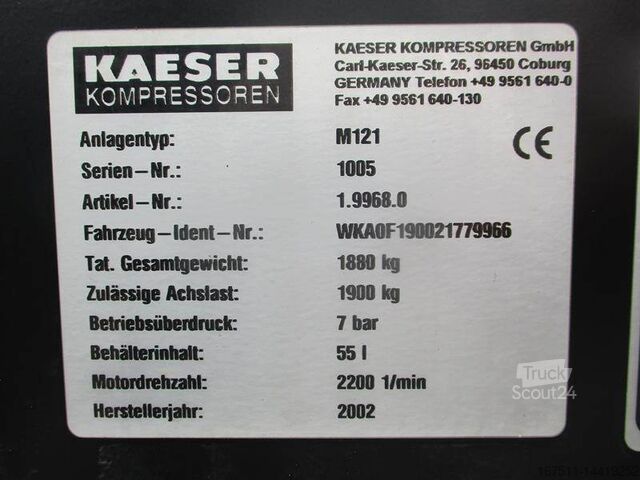 KAESER
KOMPRESSOREN
KAESER KOMPRESSOREN GmbH
Carl-Kaeser-Str. 26, 96450 Coburg
GERMANY Telefon +49 9561 640-0
Fax +49 9561 640-130
CE
Anlagentyp: M121
Serien-Nr.: 1005
Artikel-Nr.: 1.9968.0
Fahrzeug-Ident-Nr.: WKA0F190021779966
Tat. Gesamtgewicht: 1880 kg
Zulässige Achslast: 1900 kg
Betriebsüberdruck: 7 bar
Behälterinhalt: 55 l
Motordrehzahl: 2200 1/min
Herstellerjahr: 2002
Truck
Scout24